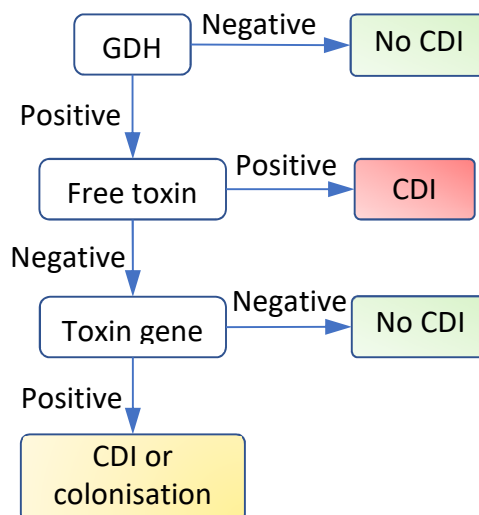 GDH
Negative
No CDI
Positive
Free toxin
Positive
CDI
Negative
Toxin gene
Negative
No CDI
Positive
CDI or
colonisation